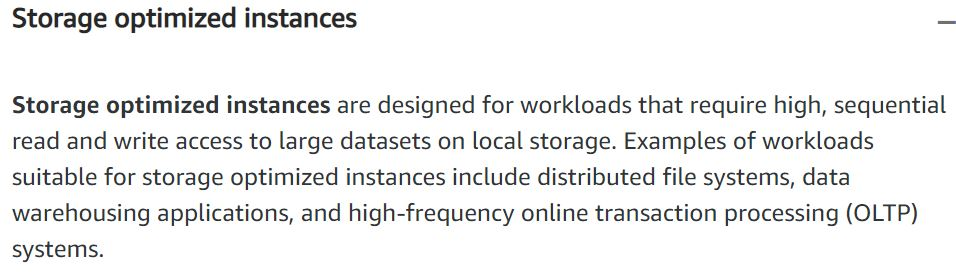 Storage optimized instances
Storage optimized instances are designed for workloads that require high, sequential
read and write access to large datasets on local storage. Examples of workloads
suitable for storage optimized instances include distributed file systems, data
warehousing applications, and high-frequency online transaction processing (OLTP)
systems.